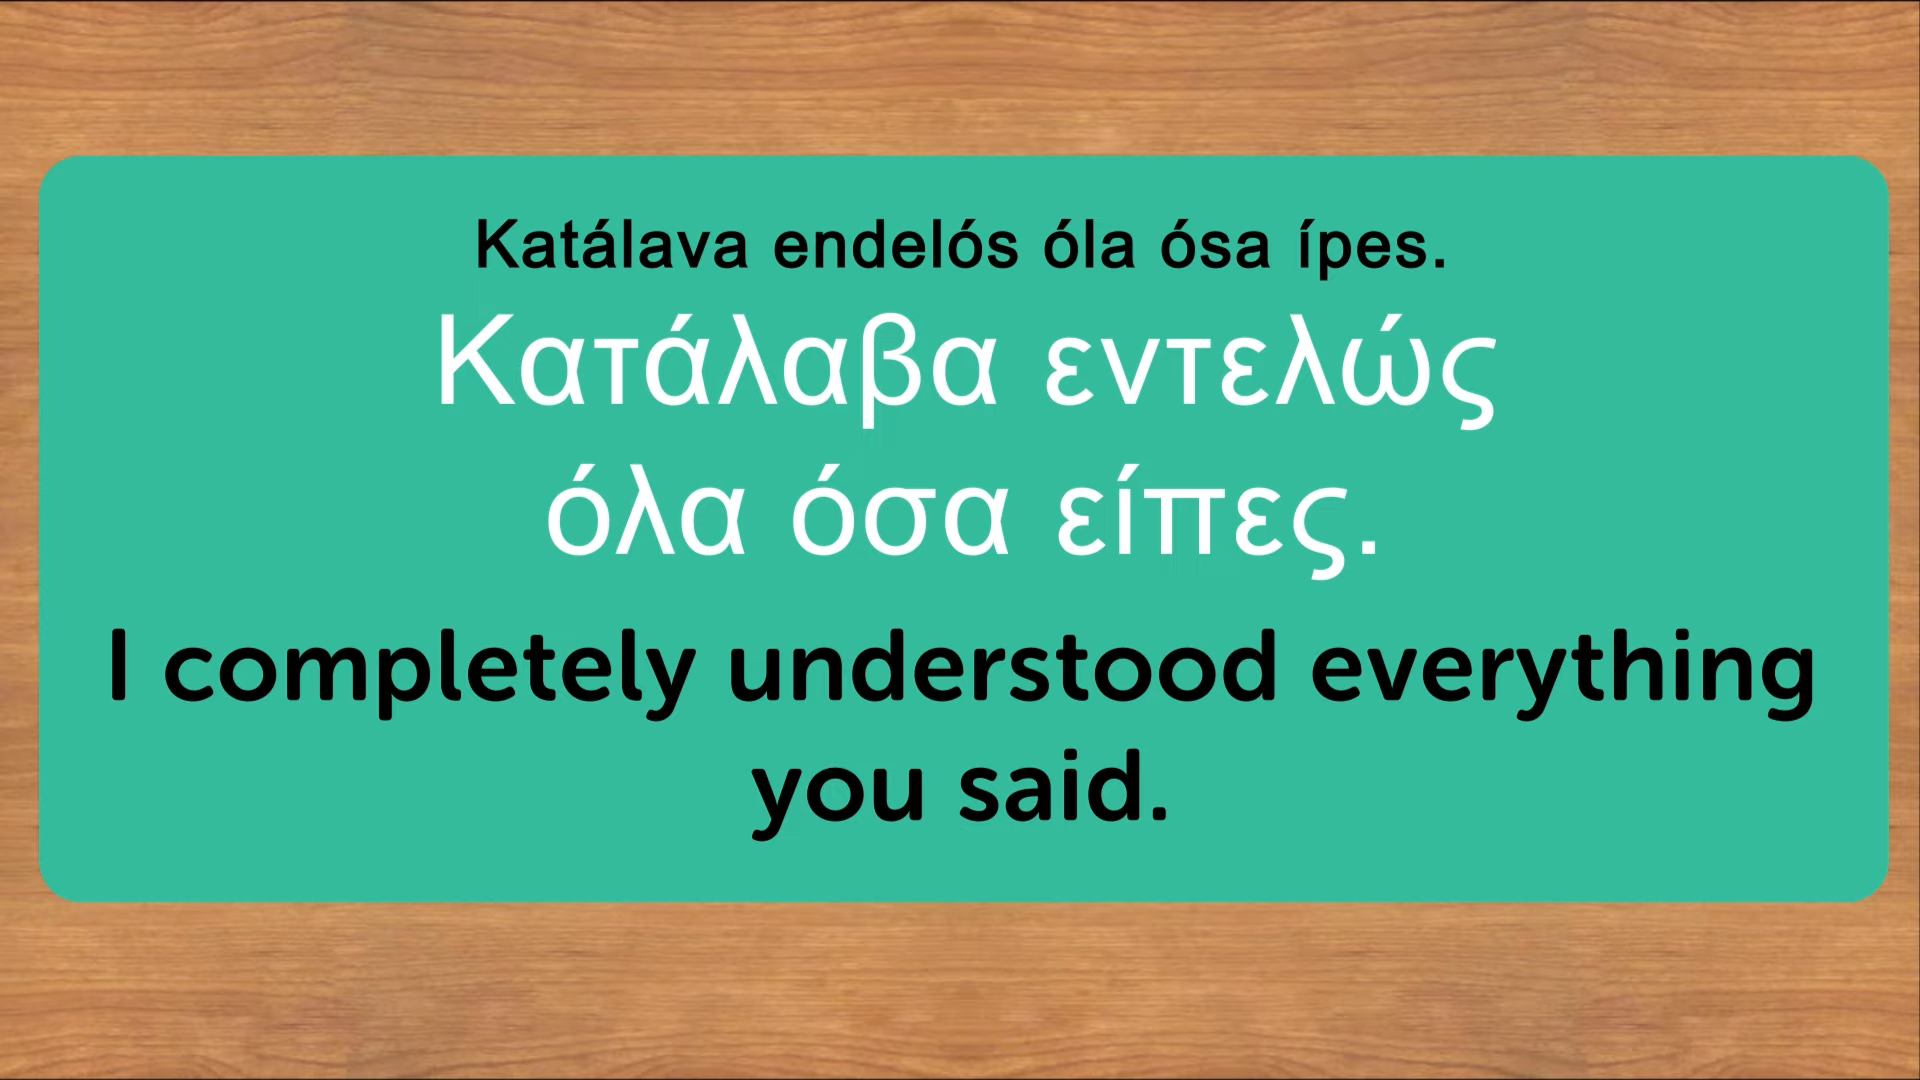 Katálava endelós óla ósa ípes.
Κατάλαβα εντελώς
όλα όσα είπες.
I completely understood everything
you said.